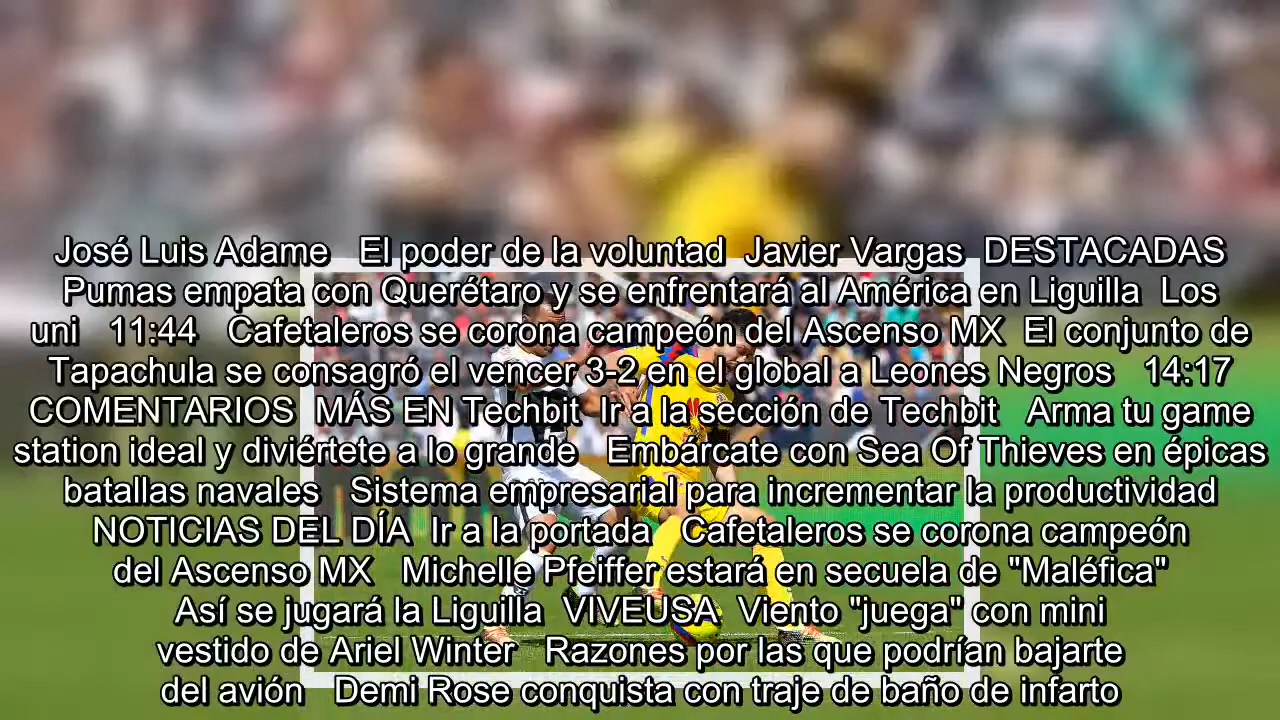 José Luis Adame   El poder de la voluntad  Javier Vargas  DESTACADAS
Pumas empata con Querétaro y se enfrentará al América en Liguilla  Los
uni   11:44   Cafetaleros se corona campeón del Ascenso MX  El conjunto de
Tapachula se consagró el vencer 3-2 en el global a Leones Negros   14:17
COMENTARIOS  MÁS EN Techbit  Ir a la sección de Techbit   Arma tu game
station ideal y diviértete a lo grande   Embárcate con Sea Of Thieves en épicas
batallas navales   Sistema empresarial para incrementar la productividad
NOTICIAS DEL DÍA  Ir a la portada   Cafetaleros se corona campeón
del Ascenso MX   Michelle Pfeiffer estará en secuela de "Maléfica"
Así se jugará la Liguilla  VIVEUSA  Viento "juega" con mini
vestido de Ariel Winter   Razones por las que podrían bajarte
del avión   Demi Rose conquista con traje de baño de infarto